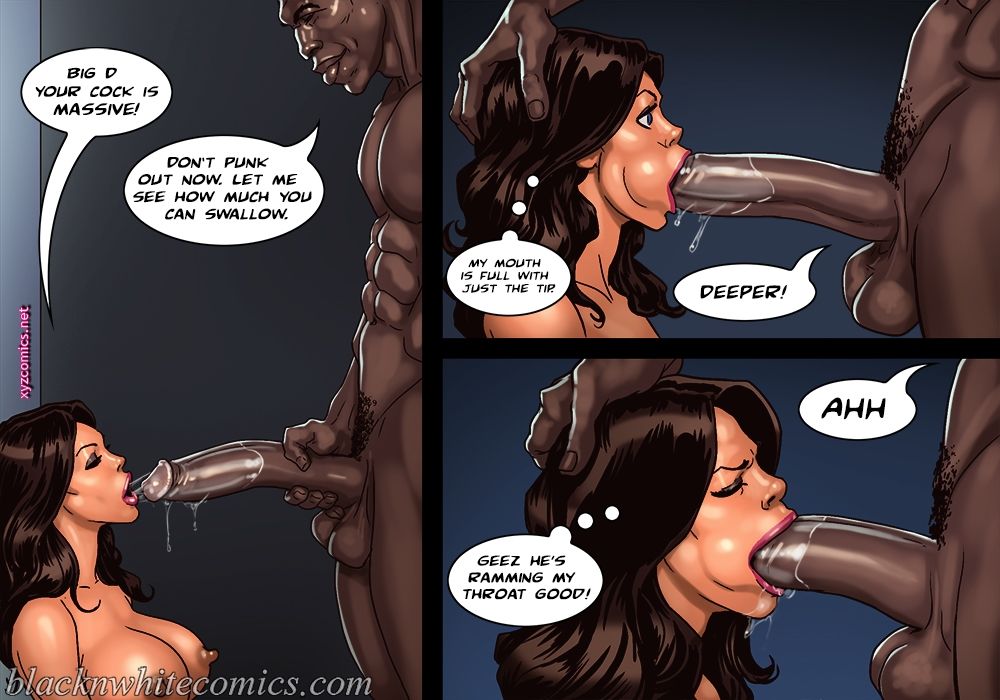 BIG D
YOUR COCK IS
MASSIVE!
DON'T PUNK
OUT NOW. LET ME
SEE HOW MUCH YOU
CAN SWALLOW.
xyzcomics.net
MY MOUTH
IS FULL WITH
JUST THE TIP.
DEEPER!
AHH
GEEZ HE'S
RAMMING MY
THROAT GOOD!
blacknwhitecomics.com